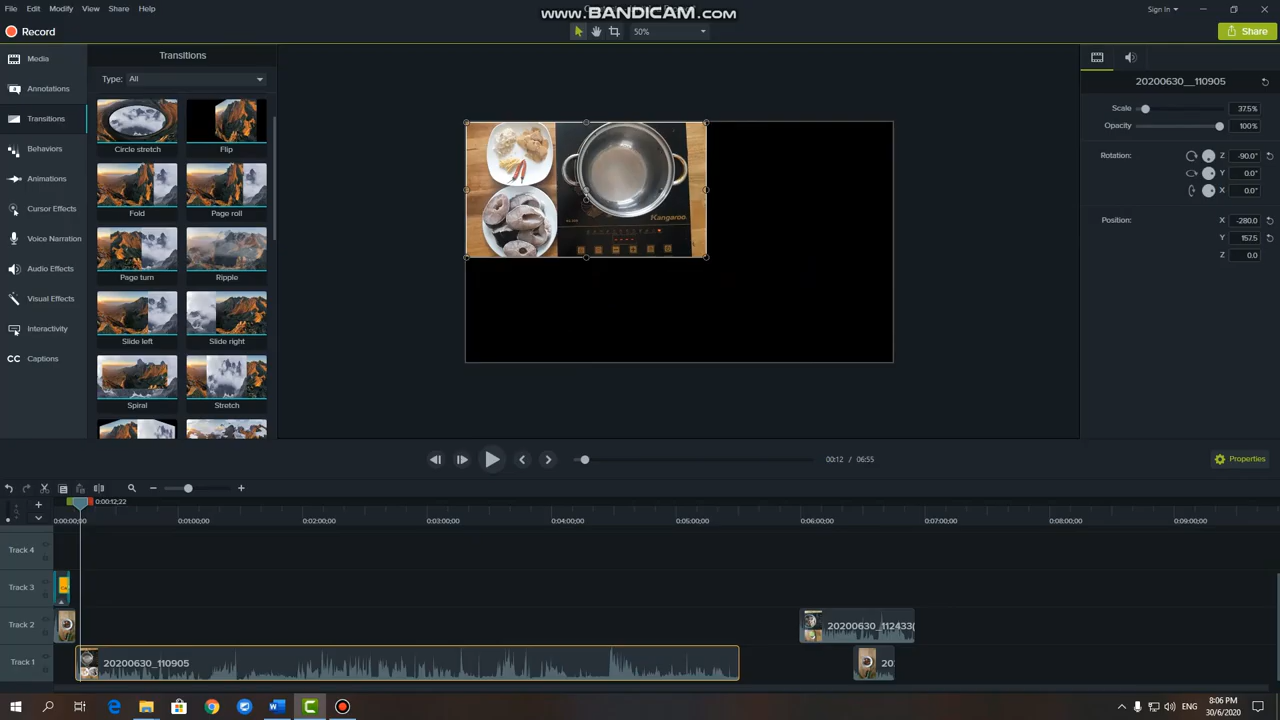 File Edit Modify View Share Help
www.BANDICAM.com
Sign In
Record
50%
Share
Media
Annotations
Transitions
Behaviors
Animations
Cursor Effects
Voice Narration
Audio Effects
Visual Effects
Interactivity
Captions
Transitions
Type: All
Circle stretch Flip
Fold Page roll
Page turn Ripple
Slide left Slide right
Spiral Stretch
Kangaroo
20200630__110905
Scale 37.5%
Opacity 100%
Rotation: Z -90.0°
Y 0.0°
X 0.0°
Position: X -280.0
Y 157.5
Z 0.0
00:12 / 06:55
Properties
0:00:12;22
0:00:00;00 0:01:00;00 0:02:00;00 0:03:00;00 0:04:00;00 0:05:00;00 0:06:00;00 0:07:00;00 0:08:00;00 0:09:00;00
Track 4
Track 3 CA
Track 2 20200630_112433(
Track 1 20200630_110905 20
8:06 PM
ENG 30/6/2020